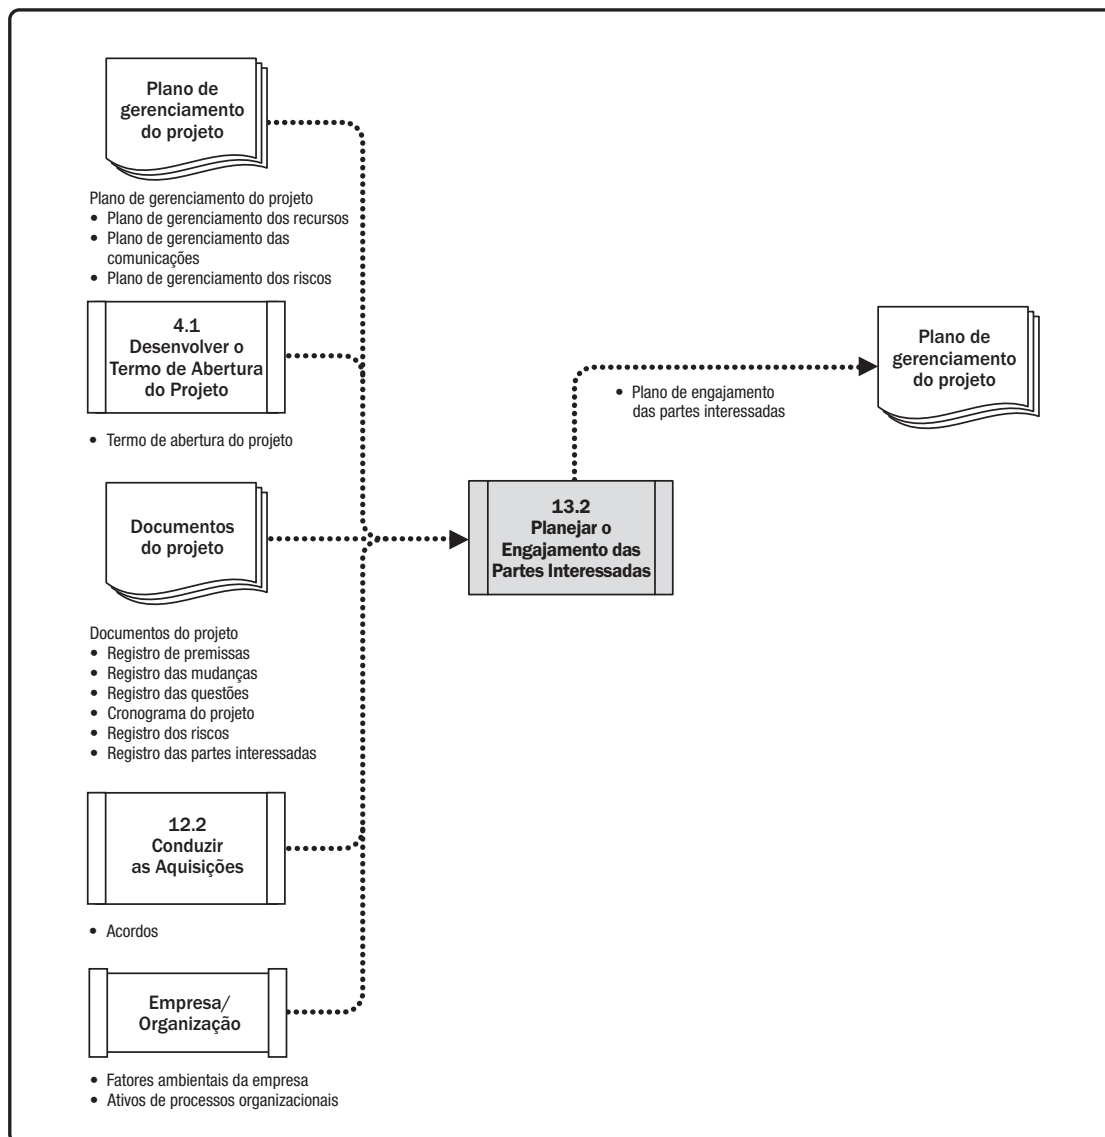 Plano de
gerenciamento
do projeto
Plano de gerenciamento do projeto
• Plano de gerenciamento dos recursos
• Plano de gerenciamento das
comunicações
• Plano de gerenciamento dos riscos
4.1
Desenvolver o
Termo de Abertura
do Projeto
• Termo de abertura do projeto
Documentos
do projeto
Documentos do projeto
• Registro de premissas
• Registro das mudanças
• Registro das questões
• Cronograma do projeto
• Registro dos riscos
• Registro das partes interessadas
12.2
Conduzir
as Aquisições
• Acordos
Empresa/
Organização
• Fatores ambientais da empresa
• Ativos de processos organizacionais
13.2
Planejar o
Engajamento das
Partes Interessadas
• Plano de engajamento
das partes interessadas
Plano de
gerenciamento
do projeto